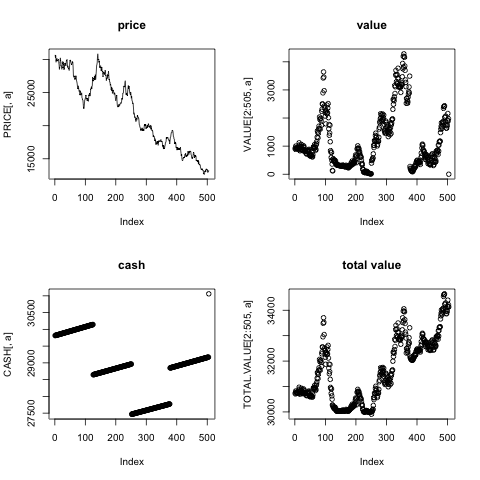 price
PRICE[, a]
25000
15000
0 100 200 300 400 500
Index
value
VALUE[2:505, a]
4000
1000
0
0 100 200 300 400 500
Index
cash
CASH[, a]
30500
29000
27500
0 100 200 300 400 500
Index
total value
TOTAL.VALUE[2:505, a]
34000
32000
30000
0 100 200 300 400 500
Index